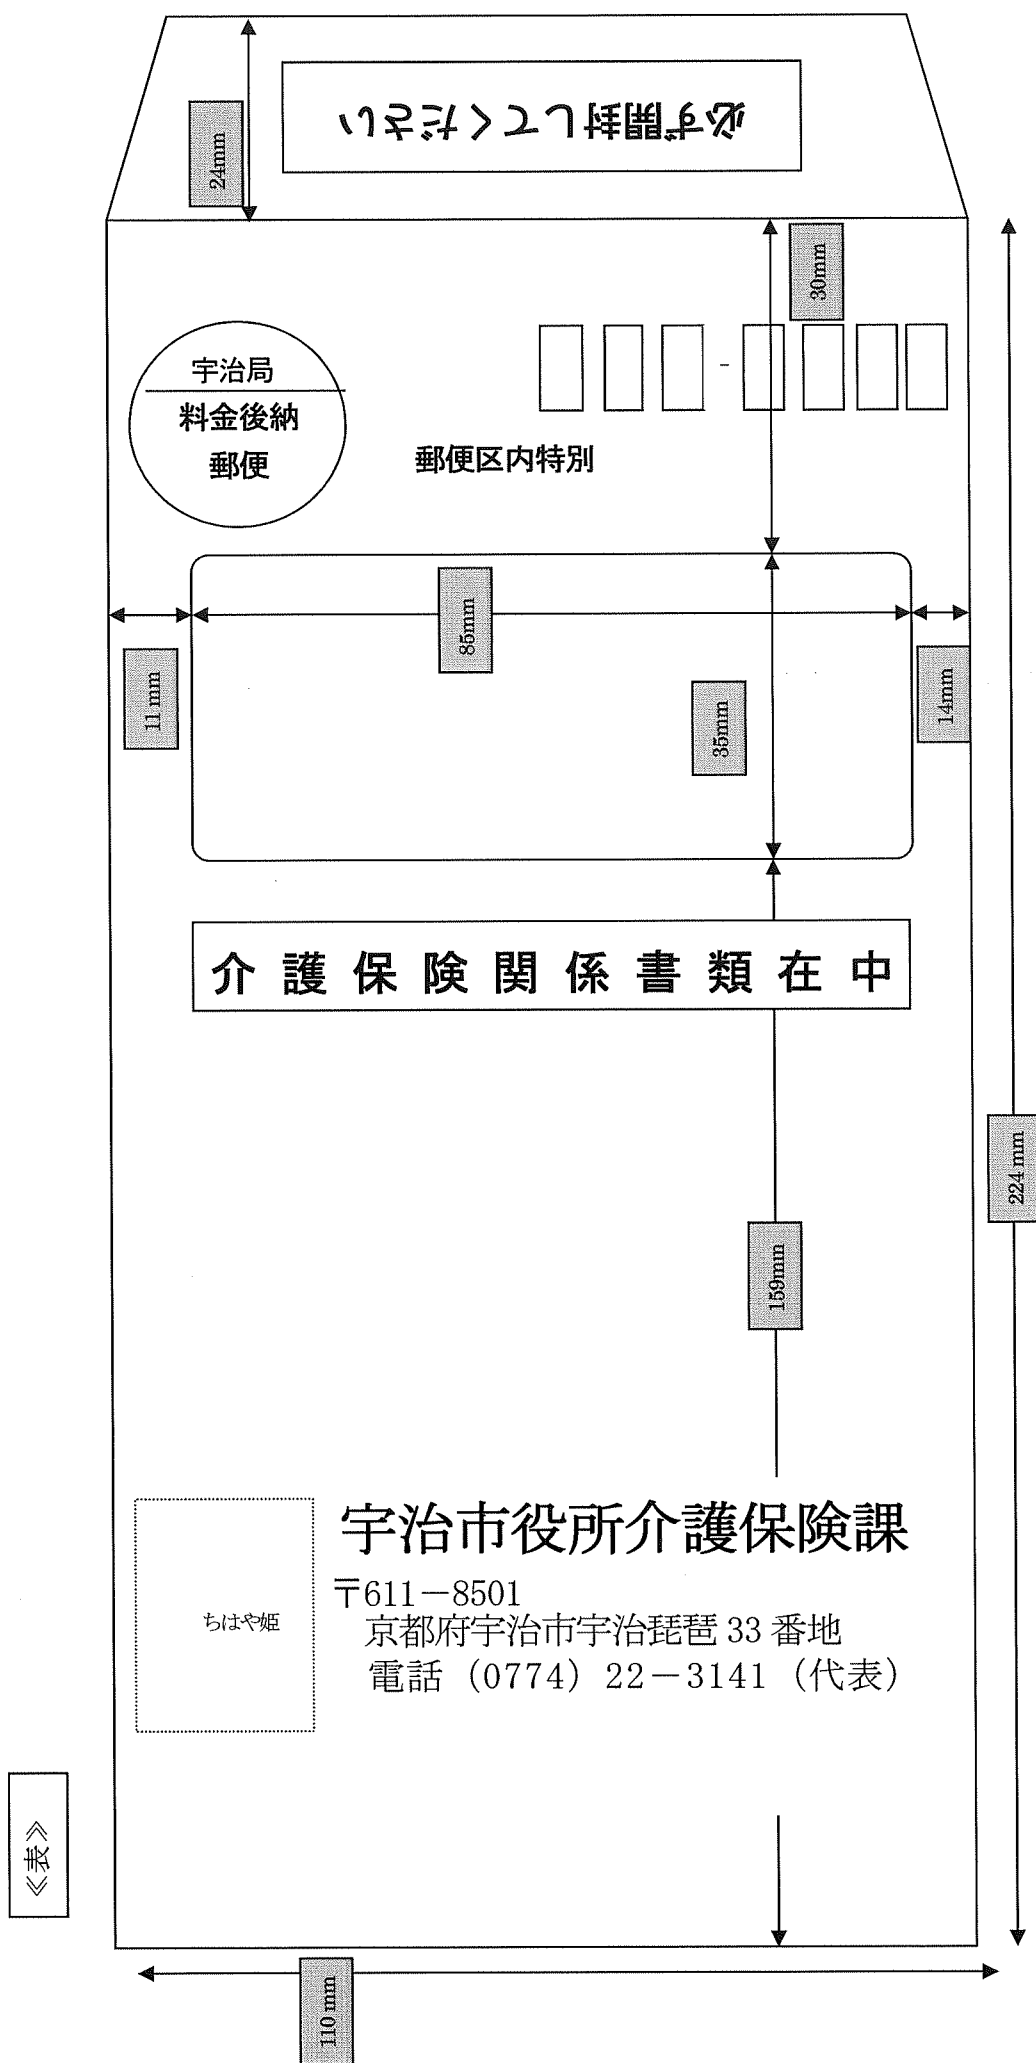 必ず開封してください
24mm
30mm
宇治局
料金後納
郵便
-
郵便区内特別
85mm
11 mm
35mm
14mm
介護保険関係書類在中
224 mm
159mm
宇治市役所介護保険課
〒611－8501
京都府宇治市宇治琵琶 33 番地
電話（0774）22－3141（代表）
ちはや姫
≪表≫
110 mm